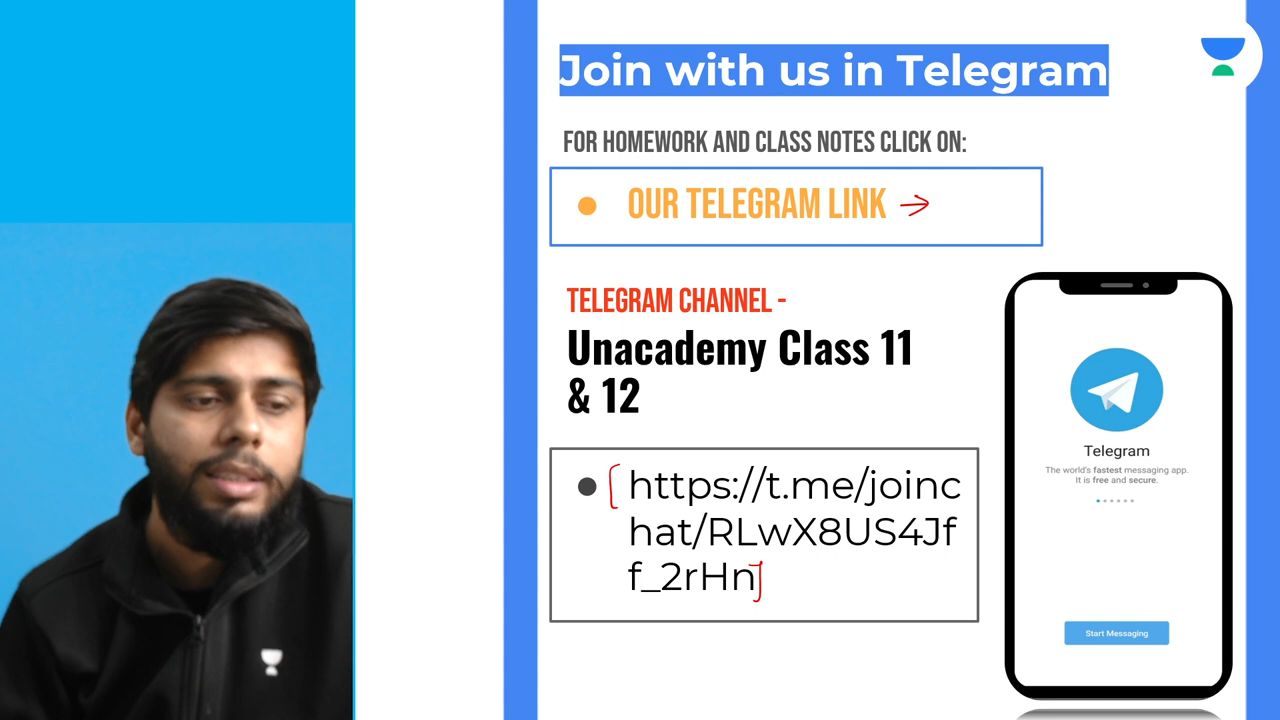 Join with us in Telegram
FOR HOMEWORK AND CLASS NOTES CLICK ON:
OUR TELEGRAM LINK
TELEGRAM CHANNEL -
Unacademy Class 11
& 12
https://t.me/joinc
hat/RLwX8US4Jf
f_2rHn
Telegram
The world's fastest messaging app.
It is free and secure.
Start Messaging